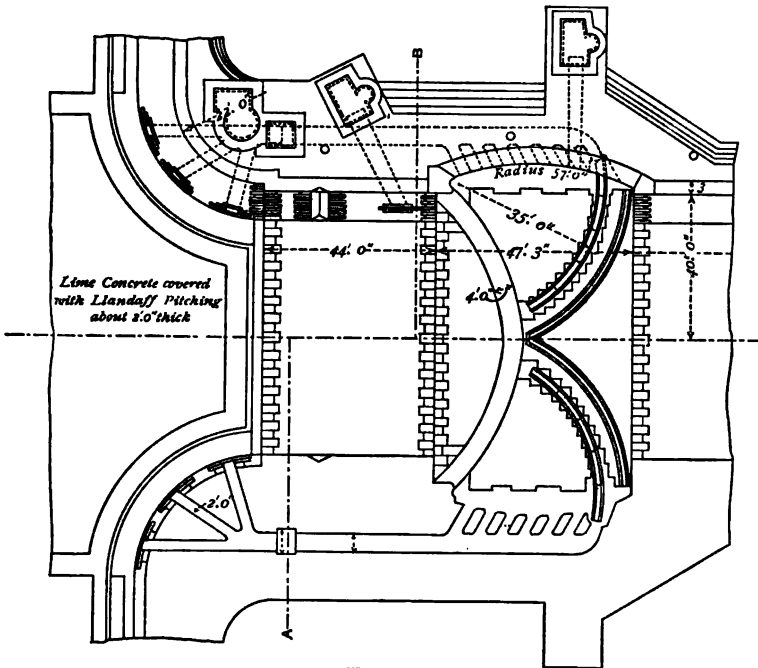 B
Radius 57'.0"
35'. 0"
3
44'. 0"
47'. 3"
40'. 0"
Lime Concrete covered
with Llandaff Pitching
about 2'.0" thick
4'.0"
2'.0"
A